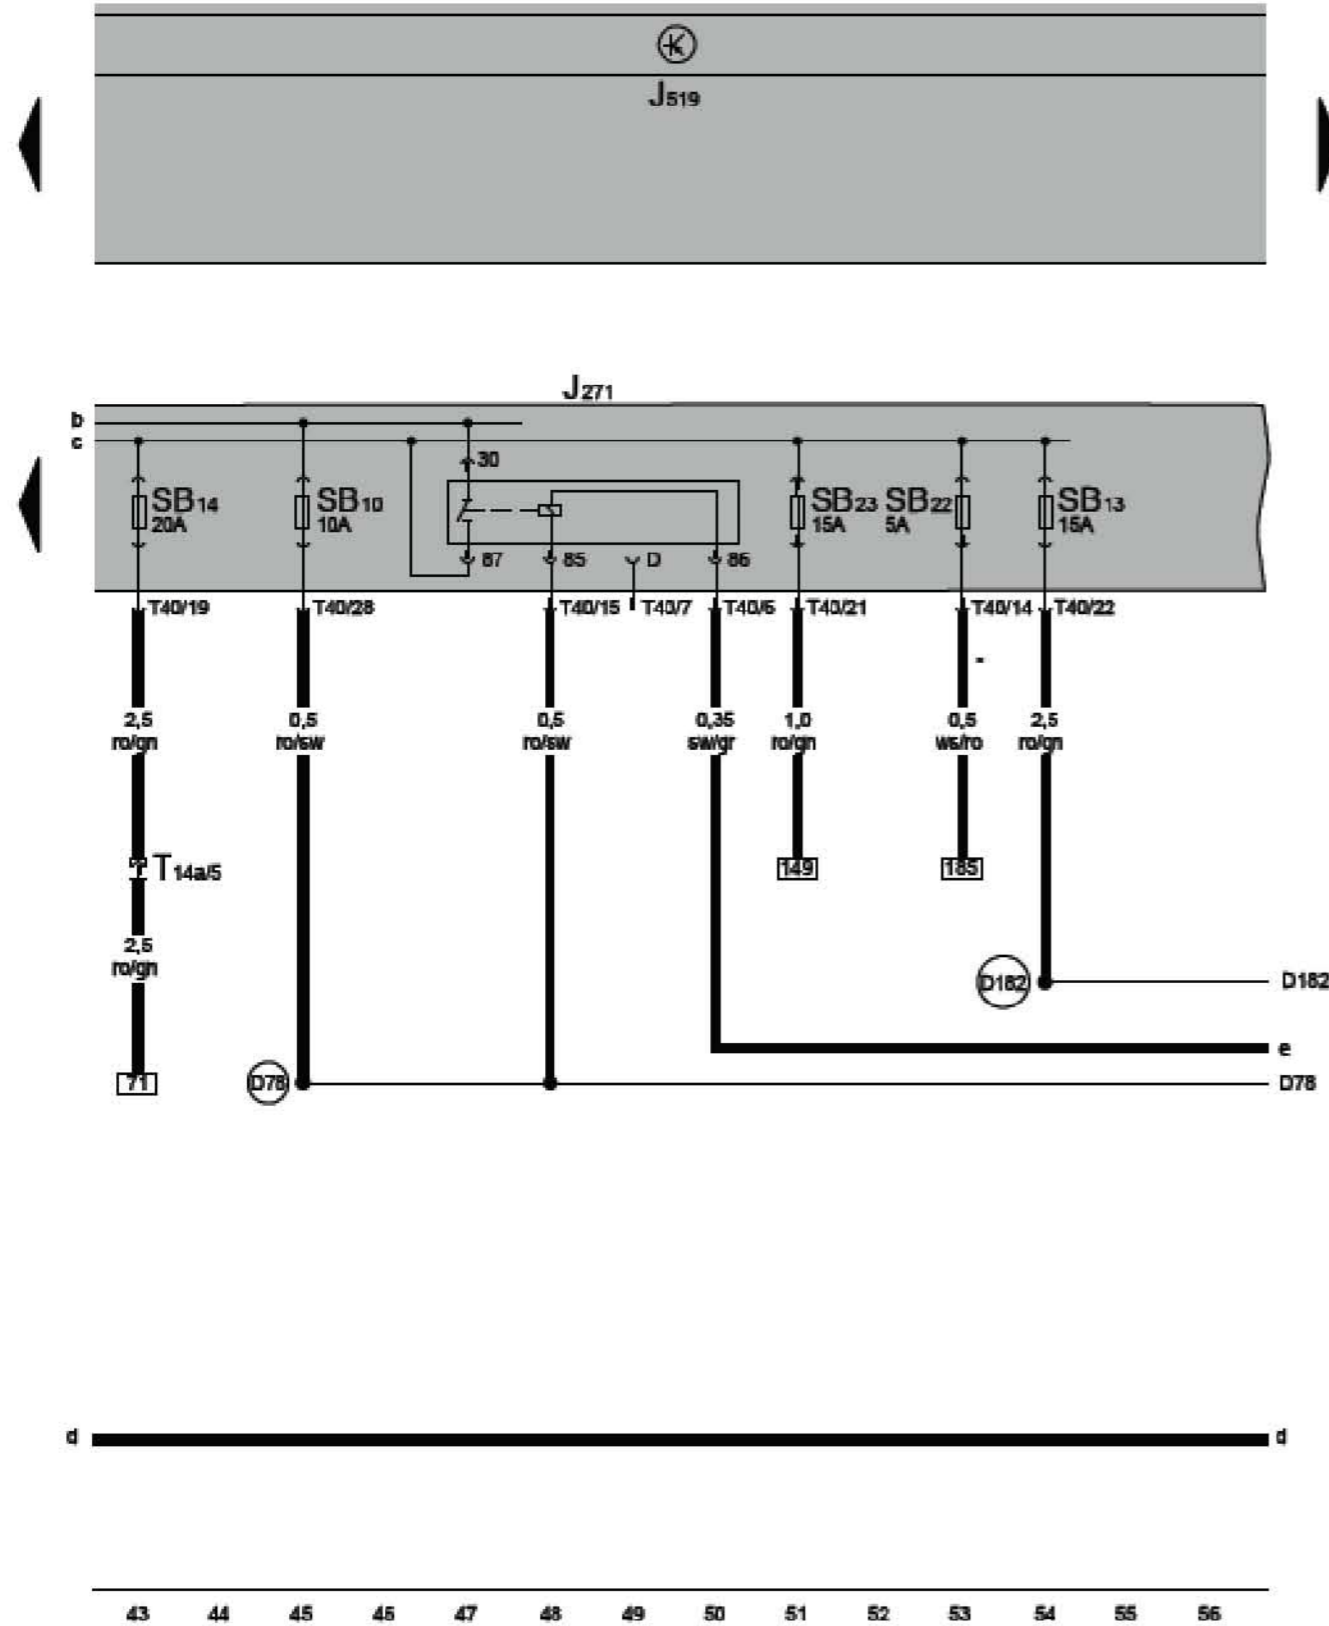 K
J519
J271
b
c
30
SB14
20A
SB10
10A
SB23
15A
SB22
5A
SB13
15A
87
85
D
86
T40/19
T40/28
T40/15
T40/7
T40/6
T40/21
T40/14
T40/22
2,5
ro/gn
0,5
ro/sw
0,5
ro/sw
0,35
sw/gr
1,0
ro/gn
0,5
ws/ro
2,5
ro/gn
T14a/5
149
185
2,5
ro/gn
D182
D182
e
71
D78
D78
d
d
43 44 45 46 47 48 49 50 51 52 53 54 55 56